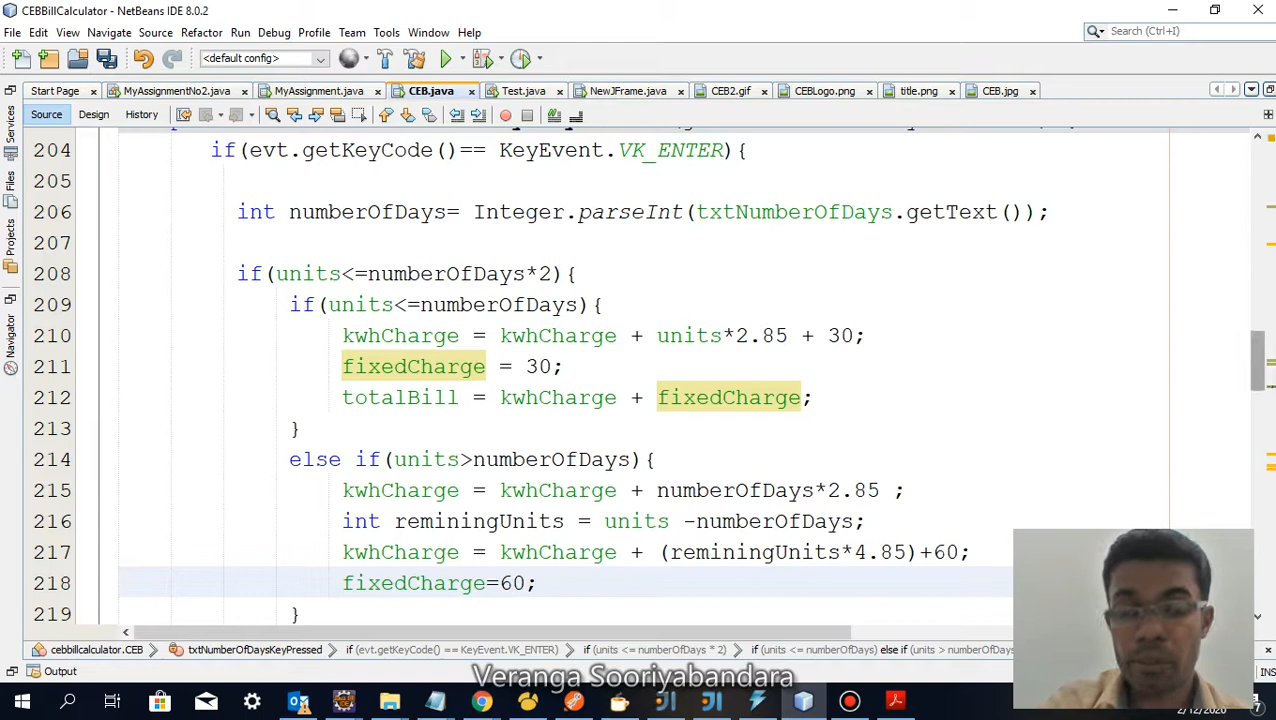 CEBBillCalculator - NetBeans IDE 8.0.2
File Edit View Navigate Source Refactor Run Debug Profile Team Tools Window Help
Search (Ctrl+I)
<default config>
Start Page MyAssignmentNo2.java MyAssignment.java CEB.java Test.java NewJFrame.java CEB2.gif CEBLogo.png title.png CEB.jpg
Source Design History
Services
Files
Projects
Navigator
204 if(evt.getKeyCode()== KeyEvent.VK_ENTER){
205
206 int numberOfDays= Integer.parseInt(txtNumberOfDays.getText());
207
208 if(units<=numberOfDays*2){
209 if(units<=numberOfDays){
210 kwhCharge = kwhCharge + units*2.85 + 30;
211 fixedCharge = 30;
212 totalBill = kwhCharge + fixedCharge;
213 }
214 else if(units>numberOfDays){
215 kwhCharge = kwhCharge + numberOfDays*2.85 ;
216 int reminingUnits = units -numberOfDays;
217 kwhCharge = kwhCharge + (reminingUnits*4.85)+60;
218 fixedCharge=60;
219 }
cebbillcalculator.CEB txtNumberOfDaysKeyPressed if (evt.getKeyCode() == KeyEvent.VK_ENTER) if (units <= numberOfDays * 2) if (units <= numberOfDays) else if (units > numberOfDays)
Output
INS
Veranga Sooriyabandara
2/12/2020